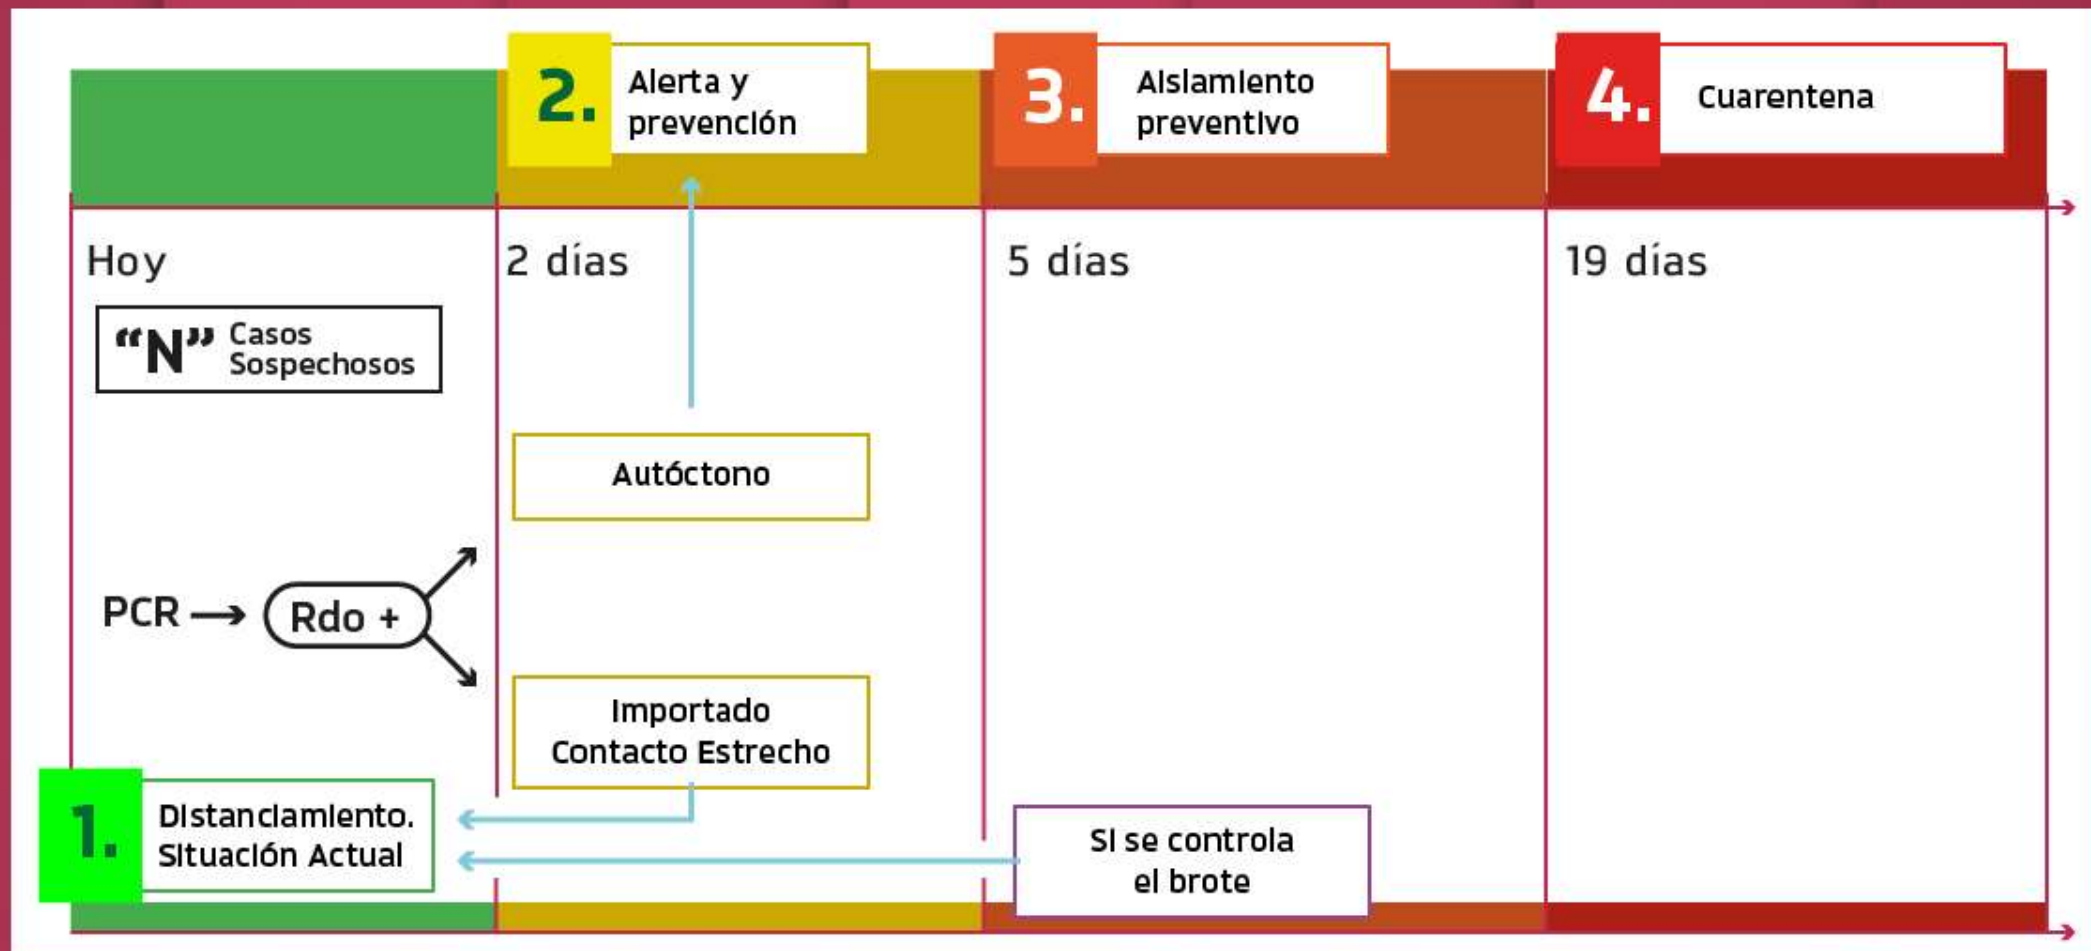 2. Alerta y
prevención
3. Aislamiento
preventivo
4. Cuarentena
Hoy
2 días
5 días
19 días
“N” Casos
Sospechosos
Autóctono
PCR → Rdo +
Importado
Contacto Estrecho
1. Distanciamiento.
Situación Actual
Si se controla
el brote